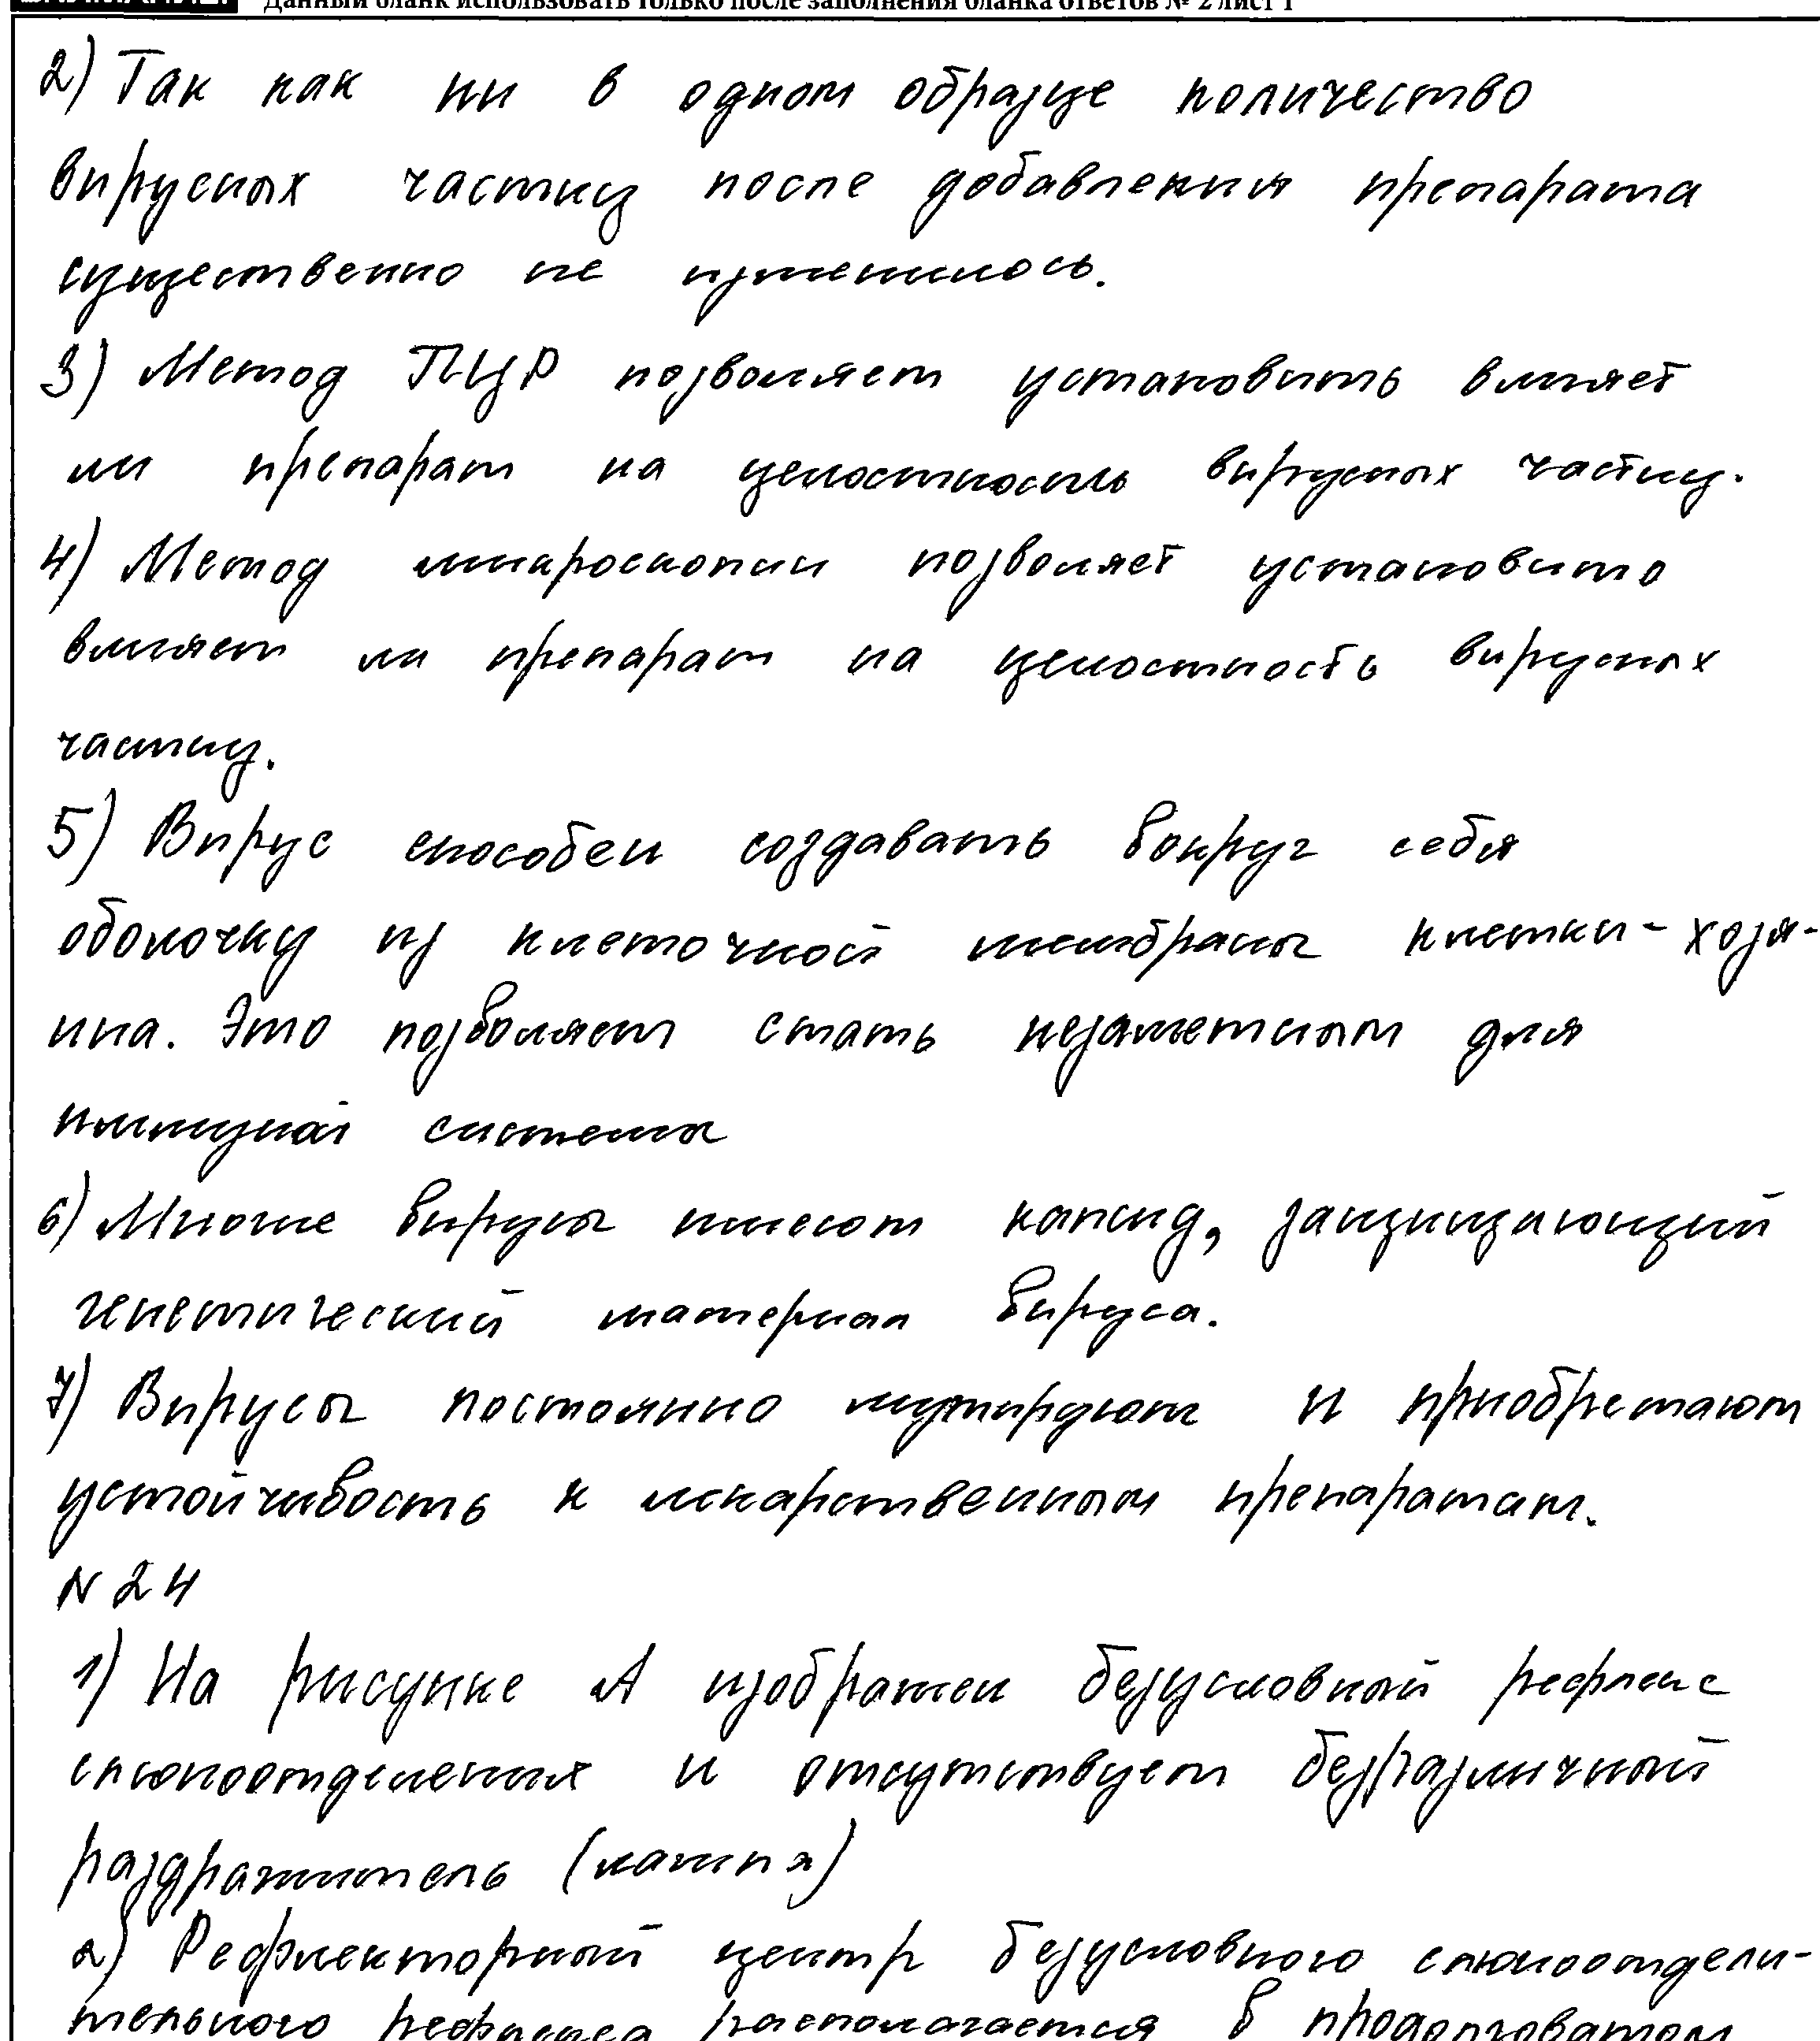 Данный бланк использовать только после заполнения бланка ответов № 2 лист 1
2) Так как ни в одном образце количество
вирусных частиц после добавления препарата
существенно не изменилось.
3) Метод ПЦР позволяет установить влияет
ли препарат на целостность вирусных частиц.
4) Метод микроскопии позволяет установить
влияет ли препарат на целостность вирусных
частиц.
5) Вирус способен создавать вокруг себя
оболочку из клеточной мембраны клетки-хозя-
ина. Это позволяет стать незаметным для
иммунной системы
6) Многие вирусы имеют капсид, защищающий
генетический материал вируса.
7) Вирусы постоянно мутируют и приобретают
устойчивость к лекарственным препаратам.
N 24
1) На рисунке А изображен безусловный рефлекс
слюноотделения и отсутствует безразличный
раздражитель (лампа)
2) Рефлекторный центр безусловного слюноотдели-
тельного рефлекса располагается в продолговатом